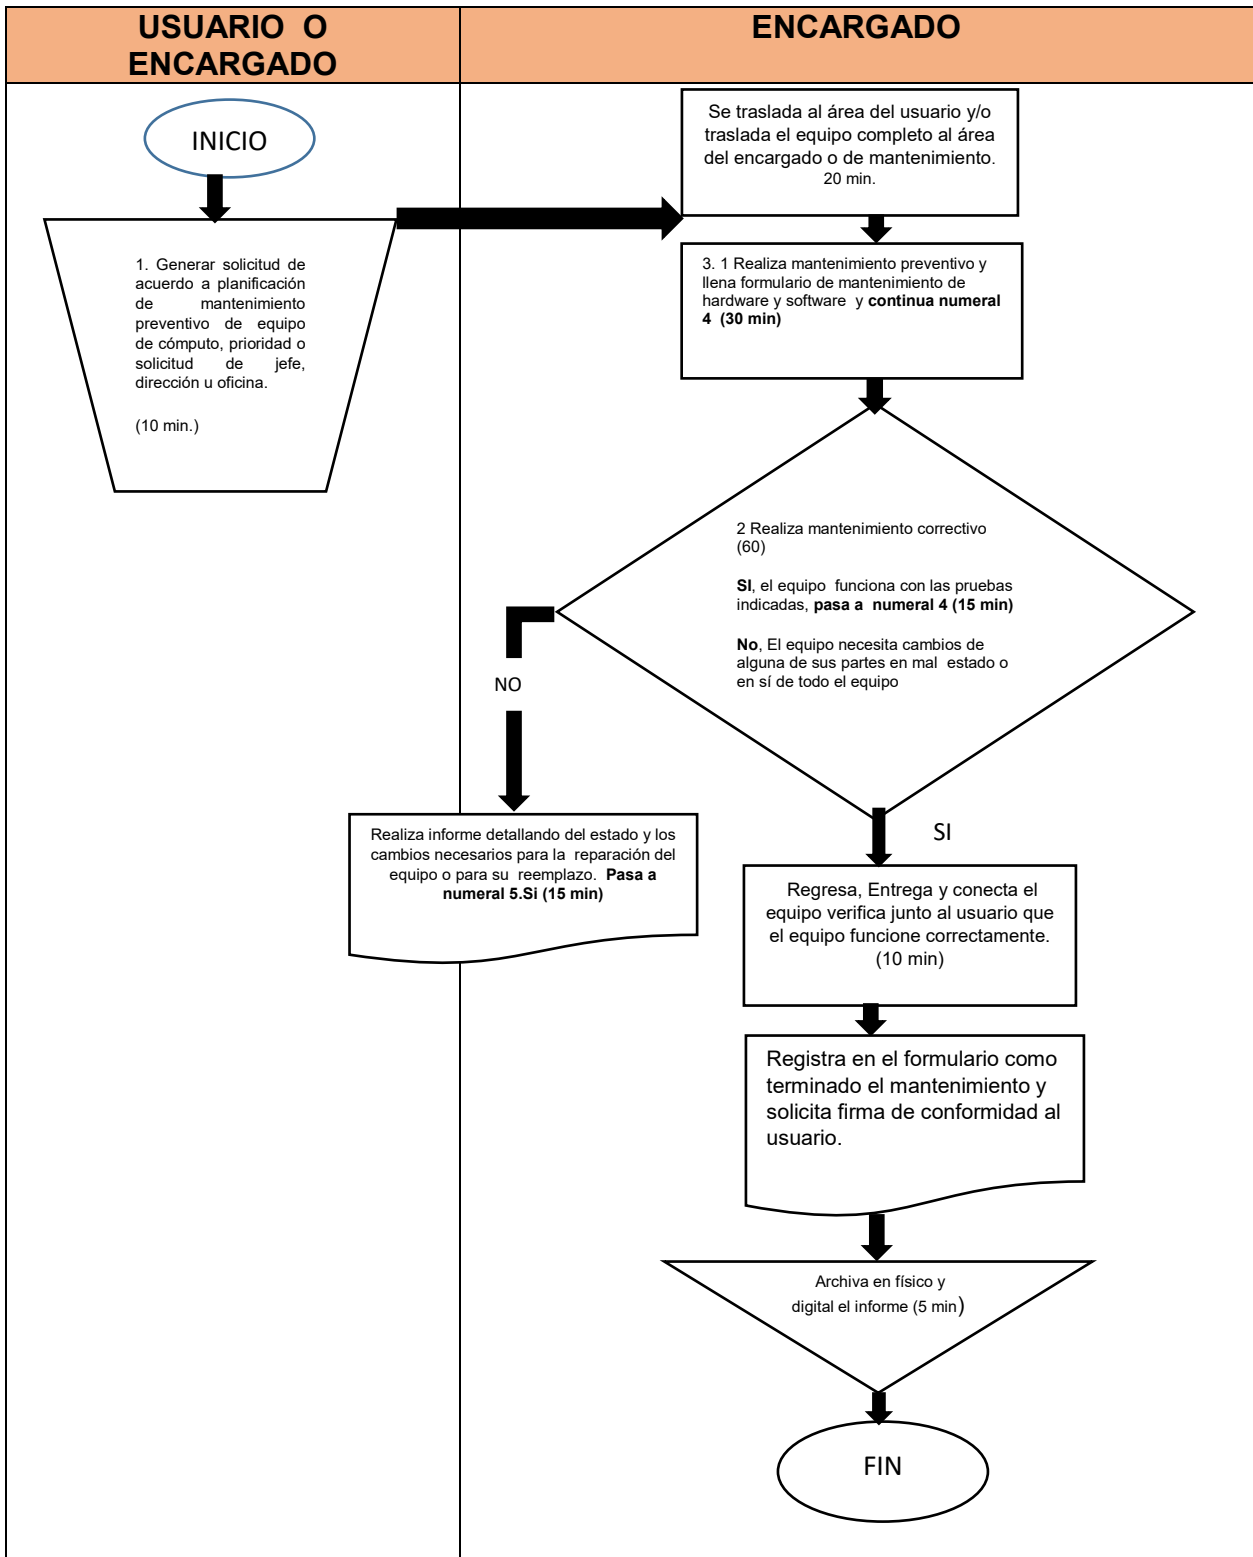 USUARIO O
ENCARGADO
ENCARGADO
INICIO
1. Generar solicitud de
acuerdo a planificación
de mantenimiento
preventivo de equipo
de cómputo, prioridad o
solicitud de jefe,
dirección u oficina.
(10 min.)
Se traslada al área del usuario y/o
traslada el equipo completo al área
del encargado o de mantenimiento.
20 min.
3. 1 Realiza mantenimiento preventivo y
llena formulario de mantenimiento de
hardware y software y continua numeral
4 (30 min)
2 Realiza mantenimiento correctivo
(60)
SI, el equipo funciona con las pruebas
indicadas, pasa a numeral 4 (15 min)
No, El equipo necesita cambios de
alguna de sus partes en mal estado o
en sí de todo el equipo
NO
Realiza informe detallando del estado y los
cambios necesarios para la reparación del
equipo o para su reemplazo. Pasa a
numeral 5.Si (15 min)
SI
Regresa, Entrega y conecta el
equipo verifica junto al usuario que
el equipo funcione correctamente.
(10 min)
Registra en el formulario como
terminado el mantenimiento y
solicita firma de conformidad al
usuario.
Archiva en físico y
digital el informe (5 min)
FIN